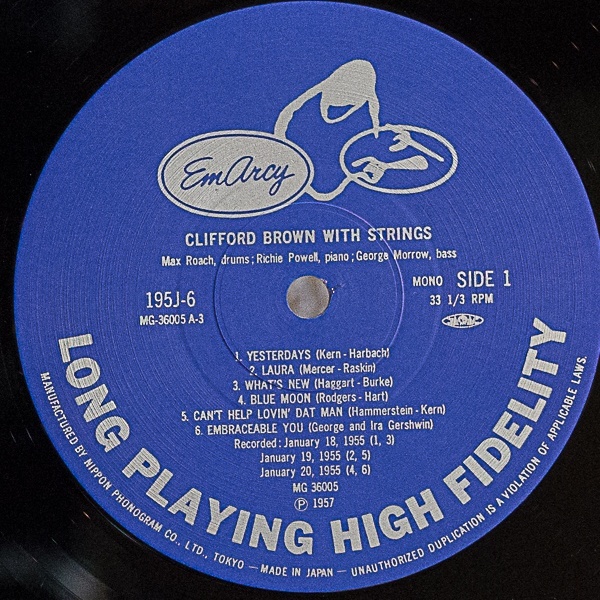 EmArcy
CLIFFORD BROWN WITH STRINGS
Max Roach, drums; Richie Powell, piano; George Morrow, bass
195J-6
MG-36005 A-3
MONO SIDE 1
33 1/3 RPM
1. YESTERDAYS (Kern-Harbach)
2. LAURA (Mercer-Raskin)
3. WHAT'S NEW (Haggart-Burke)
4. BLUE MOON (Rodgers-Hart)
5. CAN'T HELP LOVIN' DAT MAN (Hammerstein-Kern)
6. EMBRACEABLE YOU (George and Ira Gershwin)
Recorded: January 18, 1955 (1, 3)
January 19, 1955 (2, 5)
January 20, 1955 (4, 6)
MG 36005
Ⓟ 1957
LONG PLAYING HIGH FIDELITY
MANUFACTURED BY NIPPON PHONOGRAM CO., LTD., TOKYO — MADE IN JAPAN — UNAUTHORIZED DUPLICATION IS A VIOLATION OF APPLICABLE LAWS.